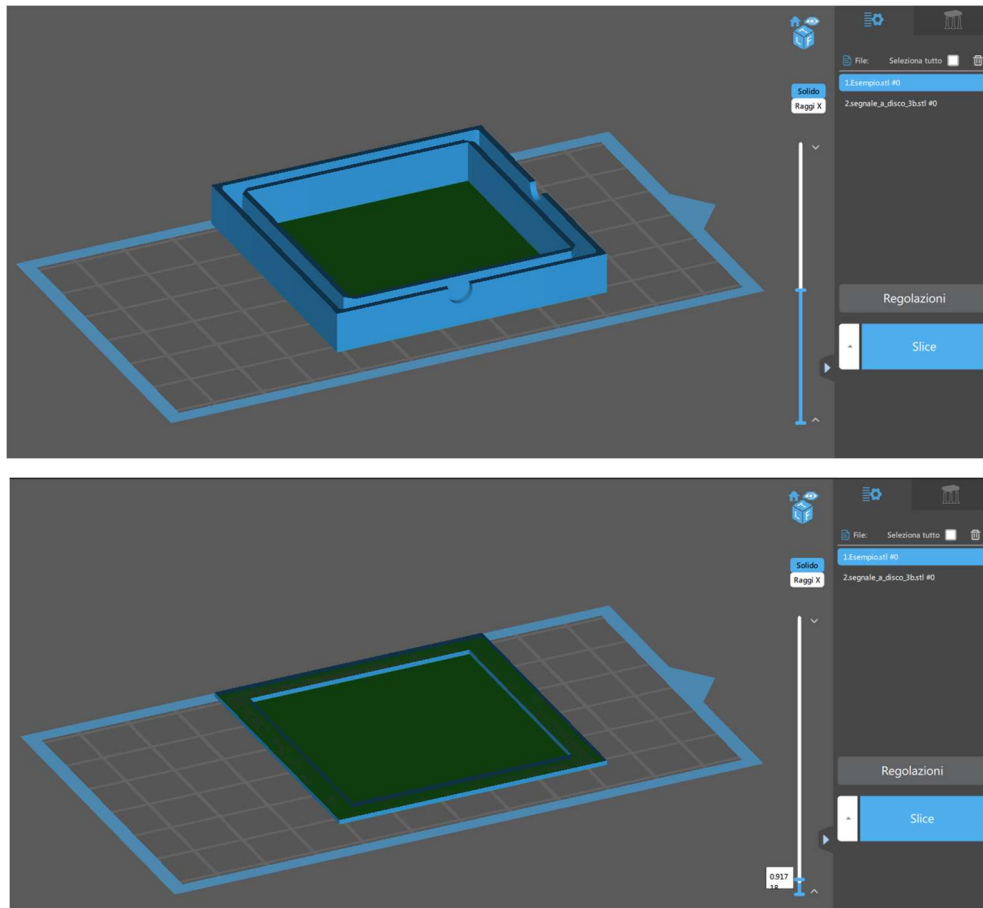 File:
Seleziona tutto
Solido
1.Esempio.stl #0
Raggi X
2.segnale_a_disco_3b.stl #0
Regolazioni
Slice
File:
Seleziona tutto
Solido
1.Esempio.stl #0
Raggi X
2.segnale_a_disco_3b.stl #0
Regolazioni
Slice
0.917